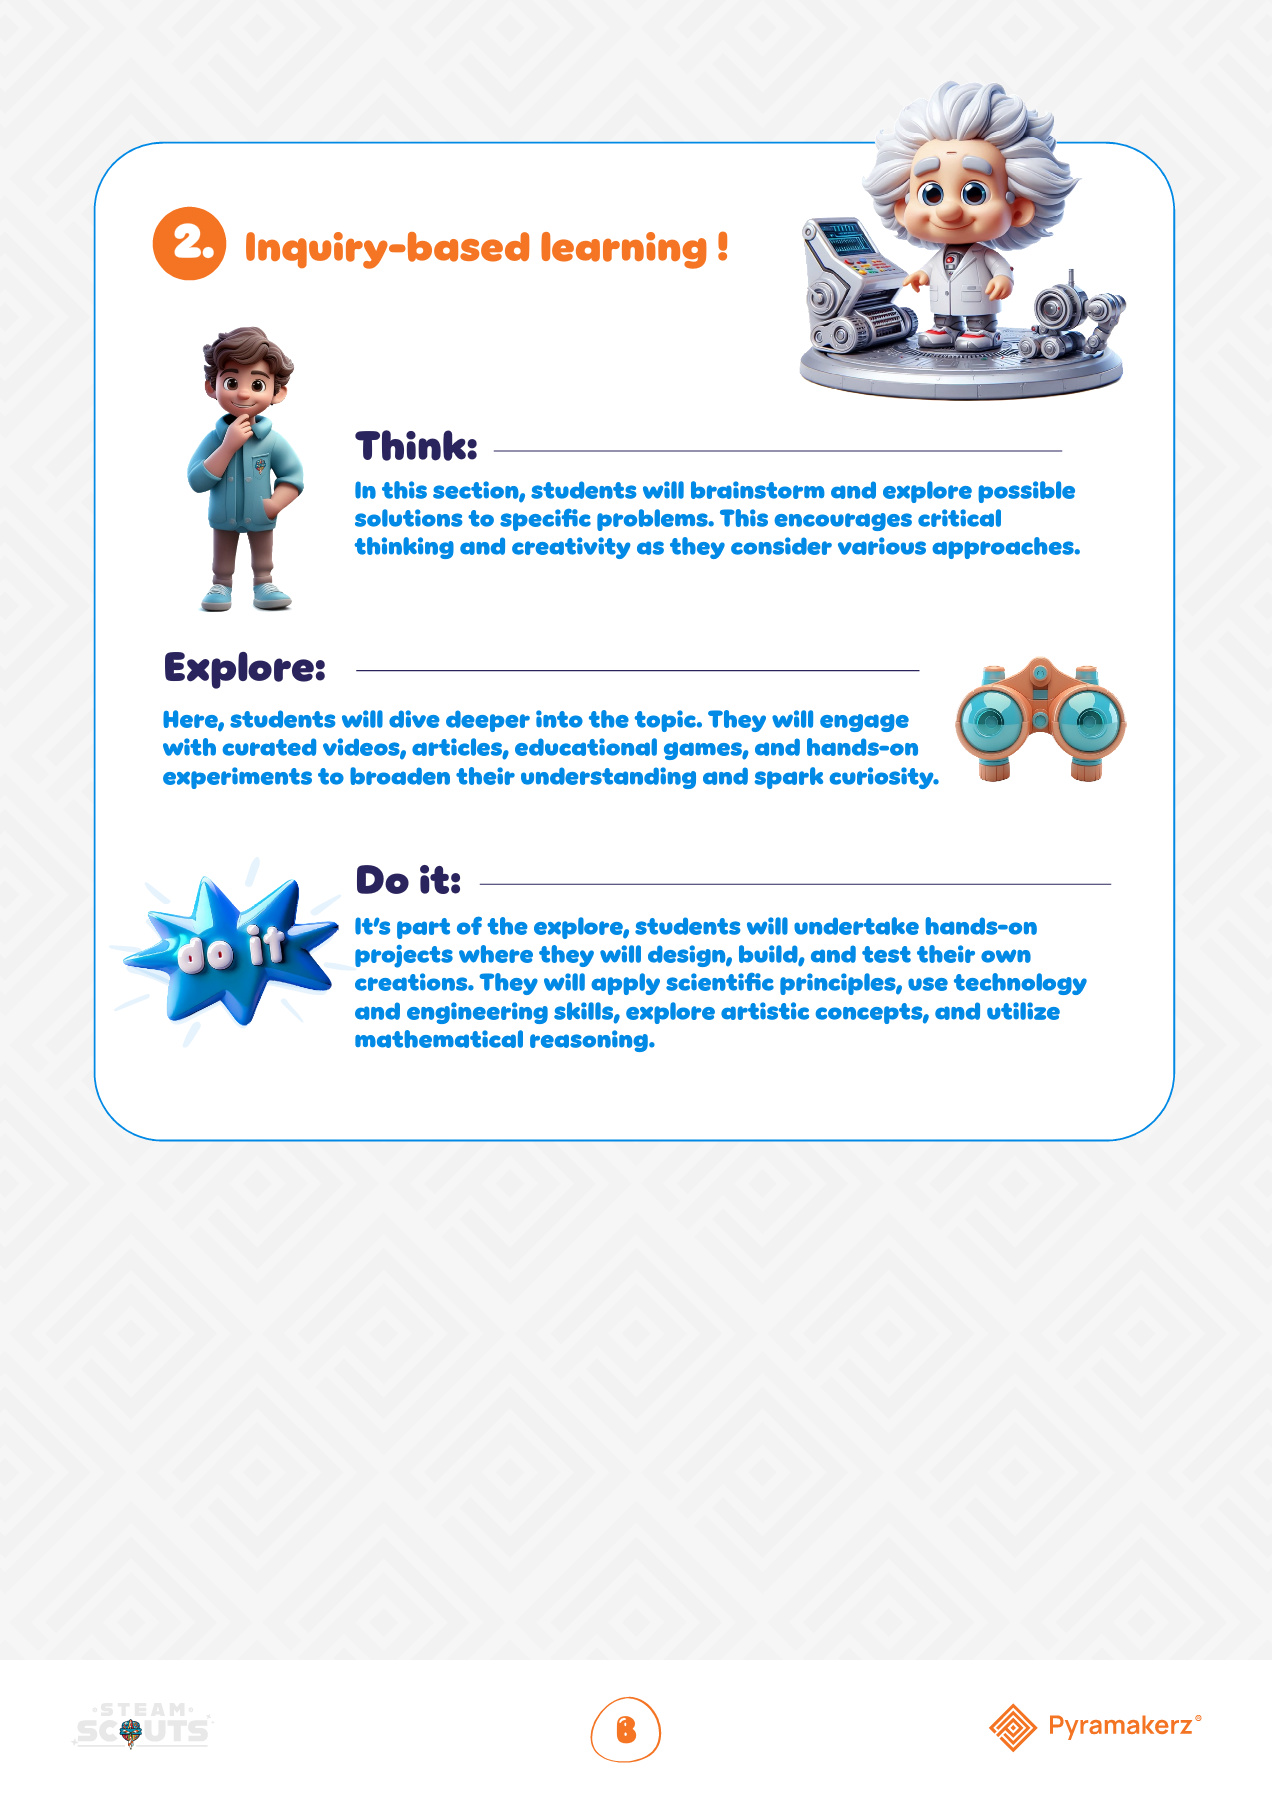 2. Inquiry-based learning !
Think:
In this section, students will brainstorm and explore possible
solutions to specific problems. This encourages critical
thinking and creativity as they consider various approaches.
Explore:
Here, students will dive deeper into the topic. They will engage
with curated videos, articles, educational games, and hands-on
experiments to broaden their understanding and spark curiosity.
do it
Do it:
It's part of the explore, students will undertake hands-on
projects where they will design, build, and test their own
creations. They will apply scientific principles, use technology
and engineering skills, explore artistic concepts, and utilize
mathematical reasoning.
STEAM
SCOUTS
B
Pyramakerz